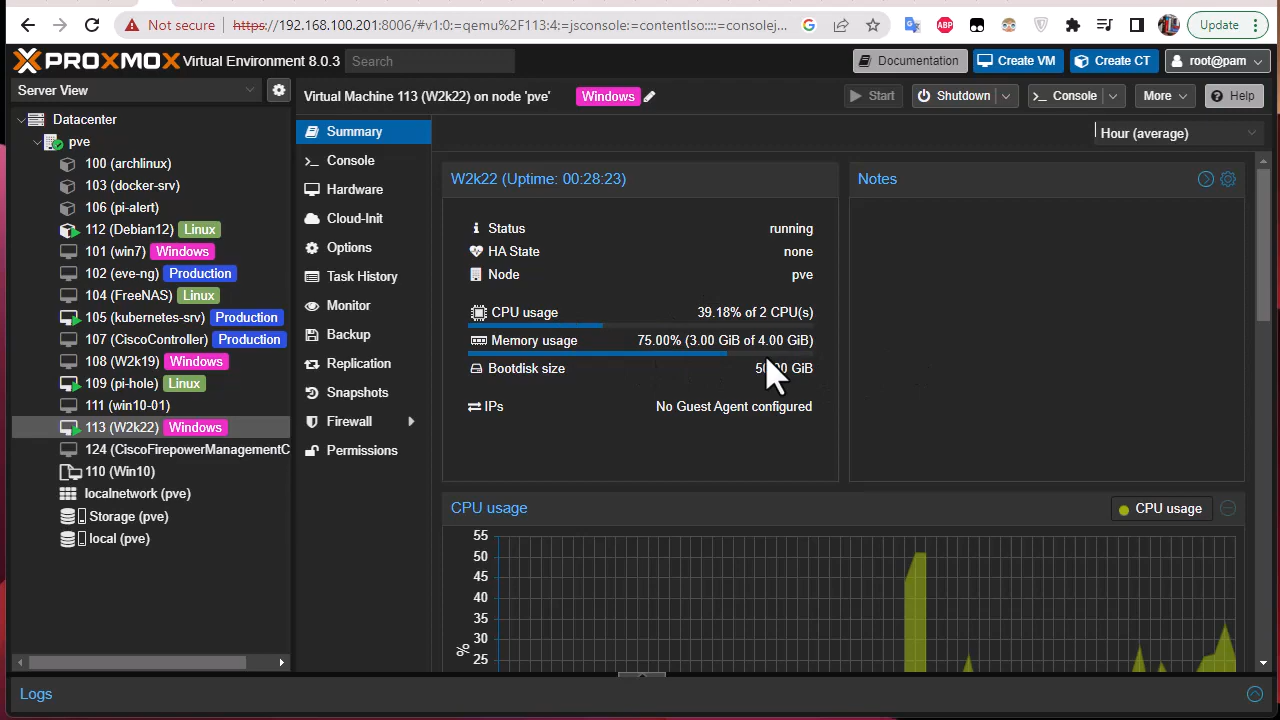 Not secure https://192.168.100.201:8006/#v1:0:=qemu%2F113:4:=jsconsole:=contentIso::::=consolej... ABP Update
PROXMOX Virtual Environment 8.0.3 Search Documentation Create VM Create CT root@pam
Server View
Virtual Machine 113 (W2k22) on node 'pve' Windows Start Shutdown Console More Help
Datacenter
pve
100 (archlinux)
103 (docker-srv)
106 (pi-alert)
112 (Debian12) Linux
101 (win7) Windows
102 (eve-ng) Production
104 (FreeNAS) Linux
105 (kubernetes-srv) Production
107 (CiscoController) Production
108 (W2k19) Windows
109 (pi-hole) Linux
111 (win10-01)
113 (W2k22) Windows
124 (CiscoFirepowerManagementC
110 (Win10)
localnetwork (pve)
Storage (pve)
local (pve)
Summary
Console
Hardware
Cloud-Init
Options
Task History
Monitor
Backup
Replication
Snapshots
Firewall
Permissions
Hour (average)
W2k22 (Uptime: 00:28:23)
Status running
HA State none
Node pve
CPU usage 39.18% of 2 CPU(s)
Memory usage 75.00% (3.00 GiB of 4.00 GiB)
Bootdisk size GiB
IPs No Guest Agent configured
Notes
CPU usage
CPU usage
55
50
45
40
35
30
25
%
Logs